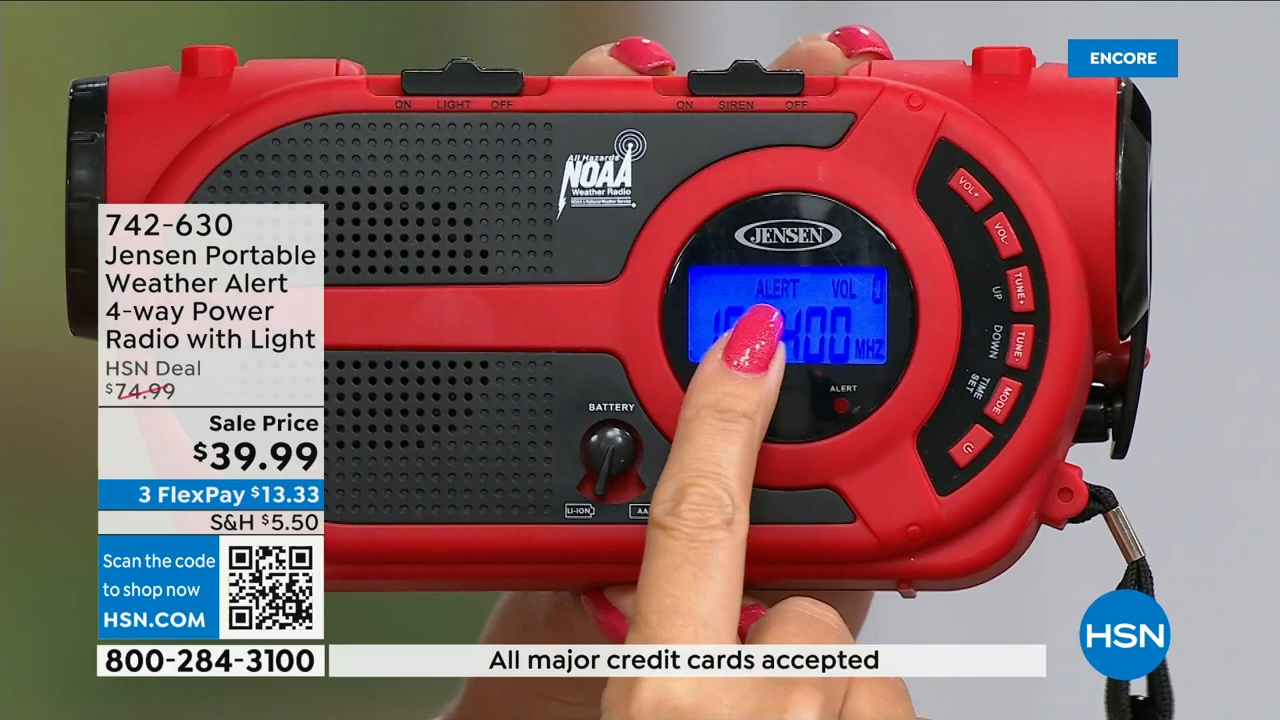 ENCORE
ON LIGHT OFF
ON SIREN OFF
All Hazards
NOAA
Weather Radio
JENSEN
ALERT VOL 0
400 MHZ
ALERT
VOL+
VOL-
TUNE+
UP
TUNE-
DOWN
MODE
TIME SET
BATTERY
LI-ION
AA
742-630
Jensen Portable
Weather Alert
4-way Power
Radio with Light
HSN Deal
$74.99
Sale Price
$39.99
3 FlexPay $13.33
S&H $5.50
Scan the code
to shop now
HSN.COM
800-284-3100
All major credit cards accepted
HSN